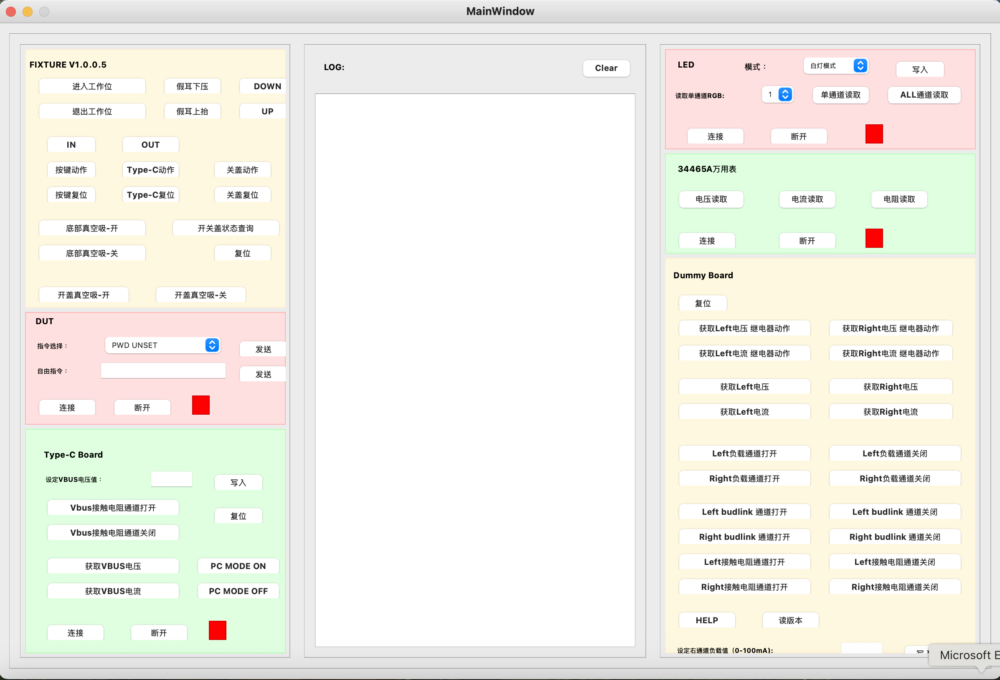 MainWindow
FIXTURE V1.0.0.5
进入工作位 假耳下压 DOWN
退出工作位 假耳上抬 UP
IN OUT
按键动作 Type-C动作 关盖动作
按键复位 Type-C复位 关盖复位
底部真空吸-开 开关盖状态查询
底部真空吸-关 复位
开盖真空吸-开 开盖真空吸-关
DUT
指令选择： PWD UNSET 发送
自由指令： 发送
连接 断开
Type-C Board
设定VBUS电压值： 写入
Vbus接触电阻通道打开 复位
Vbus接触电阻通道关闭
获取VBUS电压 PC MODE ON
获取VBUS电流 PC MODE OFF
连接 断开
LOG: Clear
LED 模式： 白灯模式 写入
读取单通道RGB: 1 单通道读取 ALL通道读取
连接 断开
34465A万用表
电压读取 电流读取 电阻读取
连接 断开
Dummy Board
复位
获取Left电压 继电器动作 获取Right电压 继电器动作
获取Left电流 继电器动作 获取Right电流 继电器动作
获取Left电压 获取Right电压
获取Left电流 获取Right电流
Left负载通道打开 Left负载通道关闭
Right负载通道打开 Right负载通道关闭
Left budlink 通道打开 Left budlink 通道关闭
Right budlink 通道打开 Right budlink 通道关闭
Left接触电阻通道打开 Left接触电阻通道关闭
Right接触电阻通道打开 Right接触电阻通道关闭
HELP 读版本
设定右通道负载值（0-100mA):
Microsoft E